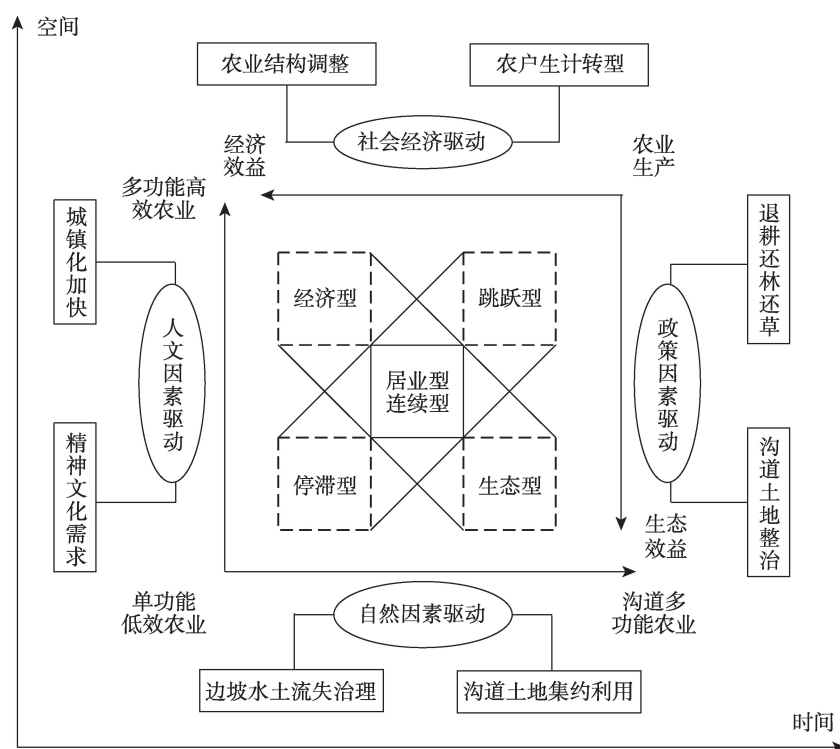 空间
农业结构调整
农户生计转型
社会经济驱动
经济
效益
农业
生产
多功能高
效农业
城镇化加快
退耕还林还草
经济型
跳跃型
人文因素驱动
政策因素驱动
居业型
连续型
精神文化需求
沟道土地整治
停滞型
生态型
生态
效益
单功能
低效农业
自然因素驱动
沟道多
功能农业
边坡水土流失治理
沟道土地集约利用
时间